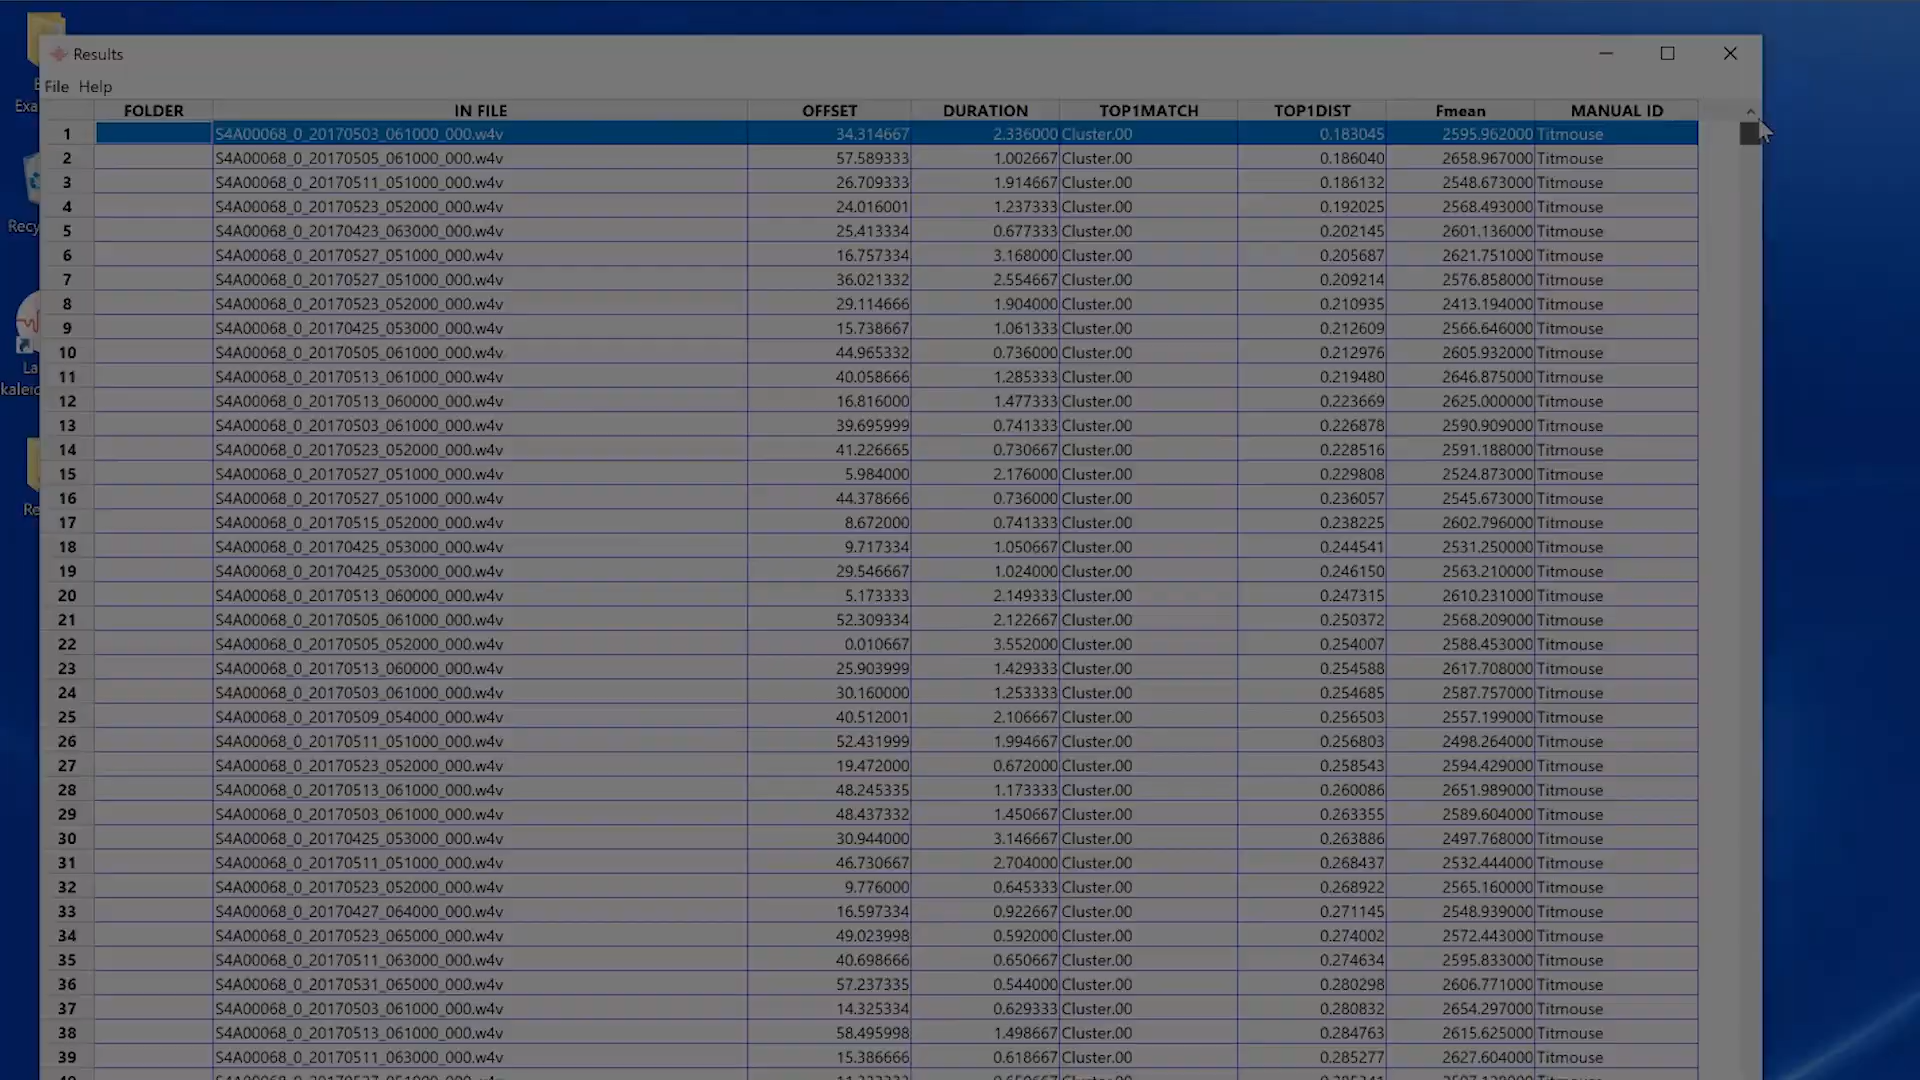 Results
File Help
FOLDER IN FILE OFFSET DURATION TOP1MATCH TOP1DIST Fmean MANUAL ID
1 S4A00068_0_20170503_061000_000.w4v 34.314667 2.336000 Cluster.00 0.183045 2595.962000 Titmouse
2 S4A00068_0_20170505_061000_000.w4v 57.589333 1.002667 Cluster.00 0.186040 2658.967000 Titmouse
3 S4A00068_0_20170511_051000_000.w4v 26.709333 1.914667 Cluster.00 0.186132 2548.673000 Titmouse
4 S4A00068_0_20170523_052000_000.w4v 24.016001 1.237333 Cluster.00 0.192025 2568.493000 Titmouse
5 S4A00068_0_20170423_063000_000.w4v 25.413334 0.677333 Cluster.00 0.202145 2601.136000 Titmouse
6 S4A00068_0_20170527_051000_000.w4v 16.757334 3.168000 Cluster.00 0.205687 2621.751000 Titmouse
7 S4A00068_0_20170527_051000_000.w4v 36.021332 2.554667 Cluster.00 0.209214 2576.858000 Titmouse
8 S4A00068_0_20170523_052000_000.w4v 29.114666 1.904000 Cluster.00 0.210935 2413.194000 Titmouse
9 S4A00068_0_20170425_053000_000.w4v 15.738667 1.061333 Cluster.00 0.212609 2566.646000 Titmouse
10 S4A00068_0_20170505_061000_000.w4v 44.965332 0.736000 Cluster.00 0.212976 2605.932000 Titmouse
11 S4A00068_0_20170513_061000_000.w4v 40.058666 1.285333 Cluster.00 0.219480 2646.875000 Titmouse
12 S4A00068_0_20170513_060000_000.w4v 16.816000 1.477333 Cluster.00 0.223669 2625.000000 Titmouse
13 S4A00068_0_20170503_061000_000.w4v 39.695999 0.741333 Cluster.00 0.226878 2590.909000 Titmouse
14 S4A00068_0_20170523_052000_000.w4v 41.226665 0.730667 Cluster.00 0.228516 2591.188000 Titmouse
15 S4A00068_0_20170527_051000_000.w4v 5.984000 2.176000 Cluster.00 0.229808 2524.873000 Titmouse
16 S4A00068_0_20170527_051000_000.w4v 44.378666 0.736000 Cluster.00 0.236057 2545.673000 Titmouse
17 S4A00068_0_20170515_052000_000.w4v 8.672000 0.741333 Cluster.00 0.238225 2602.796000 Titmouse
18 S4A00068_0_20170425_053000_000.w4v 9.717334 1.050667 Cluster.00 0.244541 2531.250000 Titmouse
19 S4A00068_0_20170425_053000_000.w4v 29.546667 1.024000 Cluster.00 0.246150 2563.210000 Titmouse
20 S4A00068_0_20170513_060000_000.w4v 5.173333 2.149333 Cluster.00 0.247315 2610.231000 Titmouse
21 S4A00068_0_20170505_061000_000.w4v 52.309334 2.122667 Cluster.00 0.250372 2568.209000 Titmouse
22 S4A00068_0_20170505_052000_000.w4v 0.010667 3.552000 Cluster.00 0.254007 2588.453000 Titmouse
23 S4A00068_0_20170513_060000_000.w4v 25.903999 1.429333 Cluster.00 0.254588 2617.708000 Titmouse
24 S4A00068_0_20170503_061000_000.w4v 30.160000 1.253333 Cluster.00 0.254685 2587.757000 Titmouse
25 S4A00068_0_20170509_054000_000.w4v 40.512001 2.106667 Cluster.00 0.256503 2557.199000 Titmouse
26 S4A00068_0_20170511_051000_000.w4v 52.431999 1.994667 Cluster.00 0.256803 2498.264000 Titmouse
27 S4A00068_0_20170523_052000_000.w4v 19.472000 0.672000 Cluster.00 0.258543 2594.429000 Titmouse
28 S4A00068_0_20170513_061000_000.w4v 48.245335 1.173333 Cluster.00 0.260086 2651.989000 Titmouse
29 S4A00068_0_20170503_061000_000.w4v 48.437332 1.450667 Cluster.00 0.263355 2589.604000 Titmouse
30 S4A00068_0_20170425_053000_000.w4v 30.944000 3.146667 Cluster.00 0.263886 2497.768000 Titmouse
31 S4A00068_0_20170511_051000_000.w4v 46.730667 2.704000 Cluster.00 0.268437 2532.444000 Titmouse
32 S4A00068_0_20170523_052000_000.w4v 9.776000 0.645333 Cluster.00 0.268922 2565.160000 Titmouse
33 S4A00068_0_20170427_064000_000.w4v 16.597334 0.922667 Cluster.00 0.271145 2548.939000 Titmouse
34 S4A00068_0_20170523_065000_000.w4v 49.023998 0.592000 Cluster.00 0.274002 2572.443000 Titmouse
35 S4A00068_0_20170511_063000_000.w4v 40.698666 0.650667 Cluster.00 0.274634 2595.833000 Titmouse
36 S4A00068_0_20170531_065000_000.w4v 57.237335 0.544000 Cluster.00 0.280298 2606.771000 Titmouse
37 S4A00068_0_20170503_061000_000.w4v 14.325334 0.629333 Cluster.00 0.280832 2654.297000 Titmouse
38 S4A00068_0_20170513_061000_000.w4v 58.495998 1.498667 Cluster.00 0.284763 2615.625000 Titmouse
39 S4A00068_0_20170511_063000_000.w4v 15.386666 0.618667 Cluster.00 0.285277 2627.604000 Titmouse